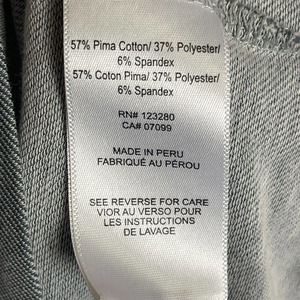 57% Pima Cotton/ 37% Polyester/
6% Spandex
57% Coton Pima/ 37% Polyester/
6% Spandex
RN# 123280
CA# 07099
MADE IN PERU
FABRIQUÉ AU PÉROU
SEE REVERSE FOR CARE
VIOR AU VERSO POUR
LES INSTRUCTIONS
DE LAVAGE